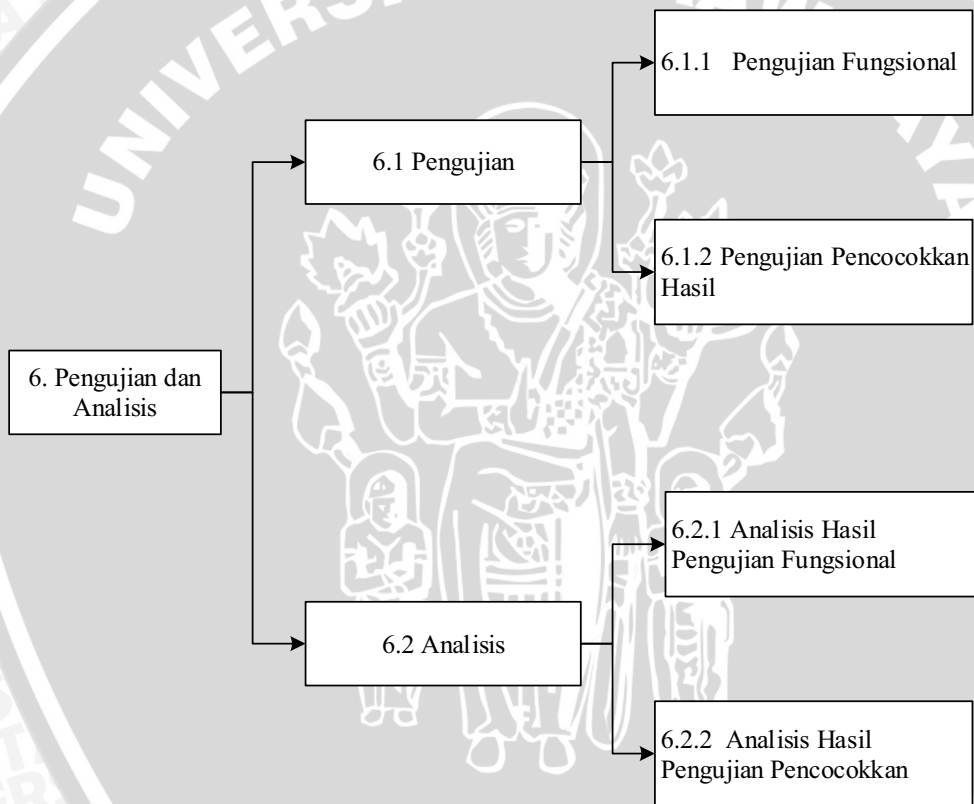 UNIVERS
6.1.1 Pengujian Fungsional
6.1 Pengujian
6.1.2 Pengujian Pencocokkan
Hasil
6. Pengujian dan
Analisis
6.2.1 Analisis Hasil
Pengujian Fungsional
6.2 Analisis
6.2.2 Analisis Hasil
Pengujian Pencocokkan